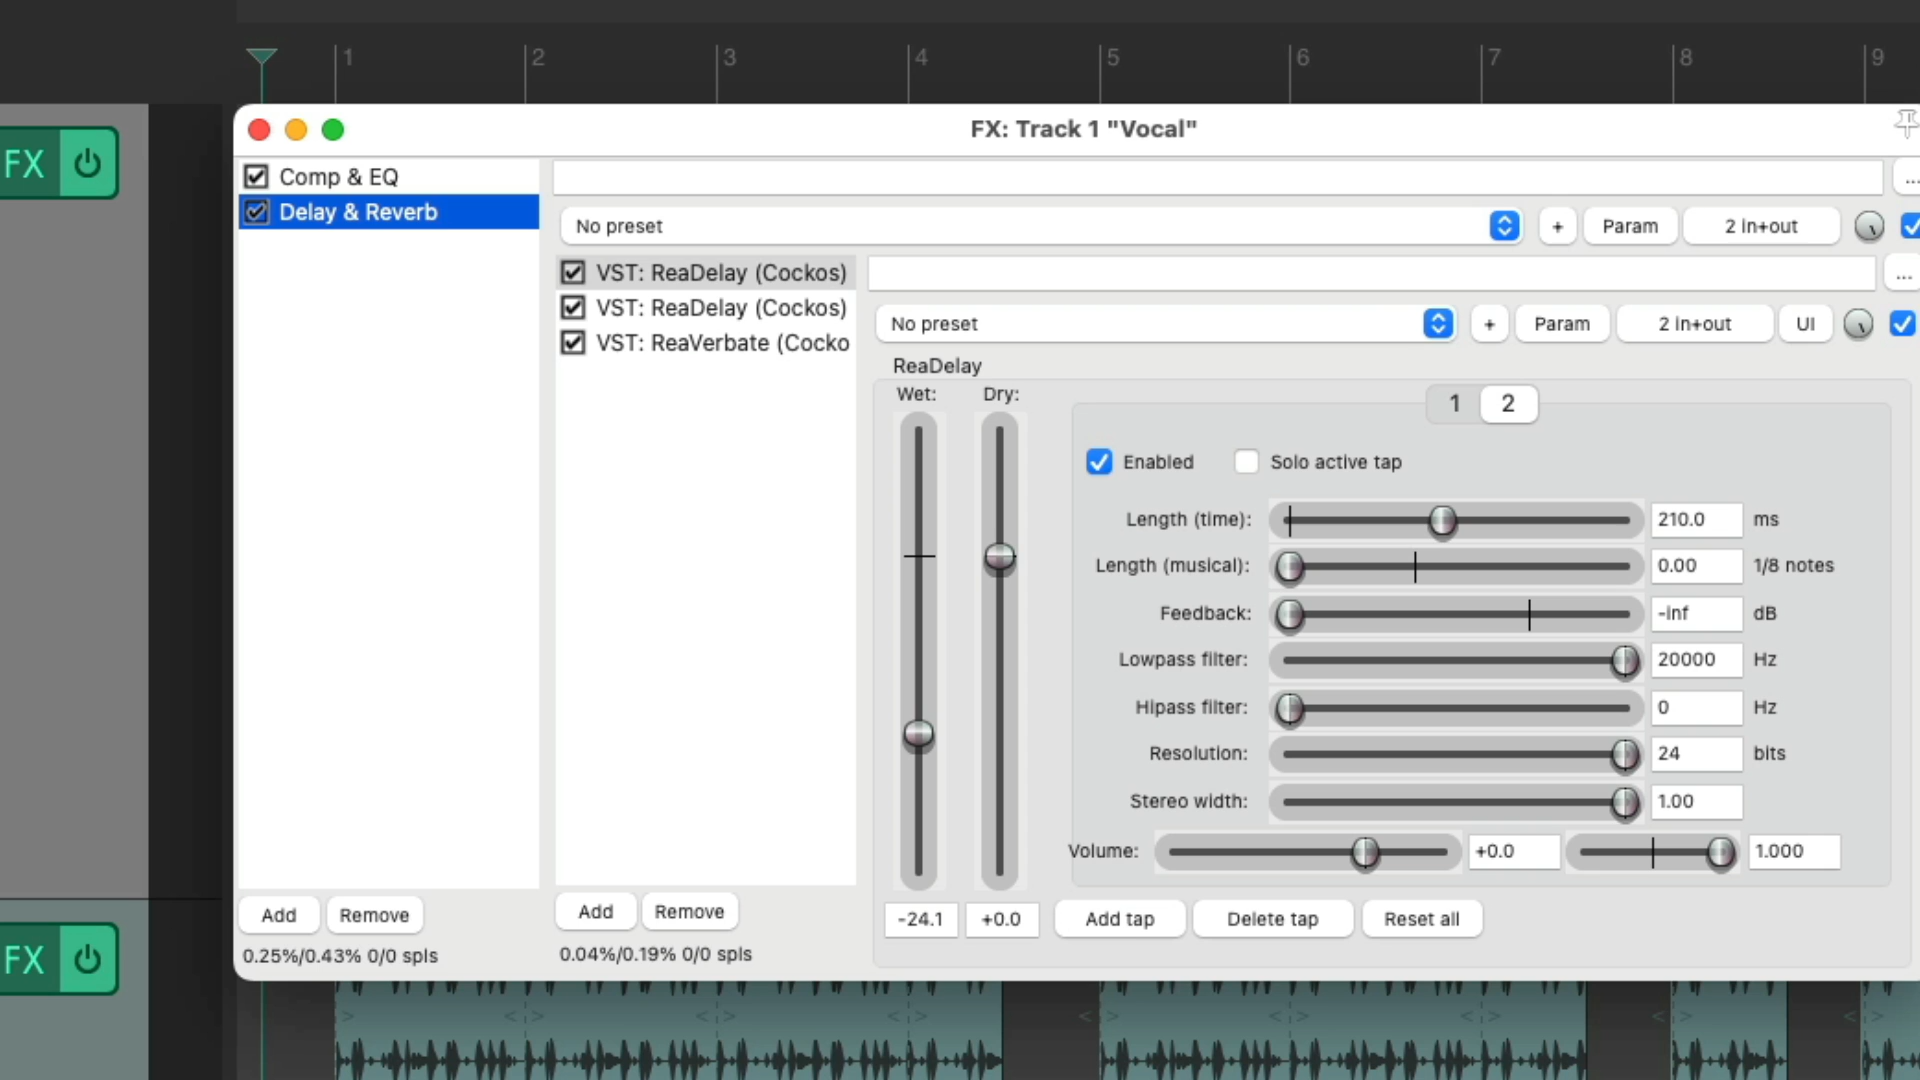 1 2 3 4 5 6 7 8 9
FX: Track 1 "Vocal"
FX
Comp & EQ
Delay & Reverb
...
No preset
+ Param 2 in+out
VST: ReaDelay (Cockos)
VST: ReaDelay (Cockos)
VST: ReaVerbate (Cocko
...
No preset
+ Param 2 in+out UI
ReaDelay
Wet: Dry:
1 2
Enabled Solo active tap
Length (time): 210.0 ms
Length (musical): 0.00 1/8 notes
Feedback: -inf dB
Lowpass filter: 20000 Hz
Hipass filter: 0 Hz
Resolution: 24 bits
Stereo width: 1.00
Volume: +0.0 1.000
-24.1 +0.0 Add tap Delete tap Reset all
Add Remove
0.25%/0.43% 0/0 spls
Add Remove
0.04%/0.19% 0/0 spls
FX